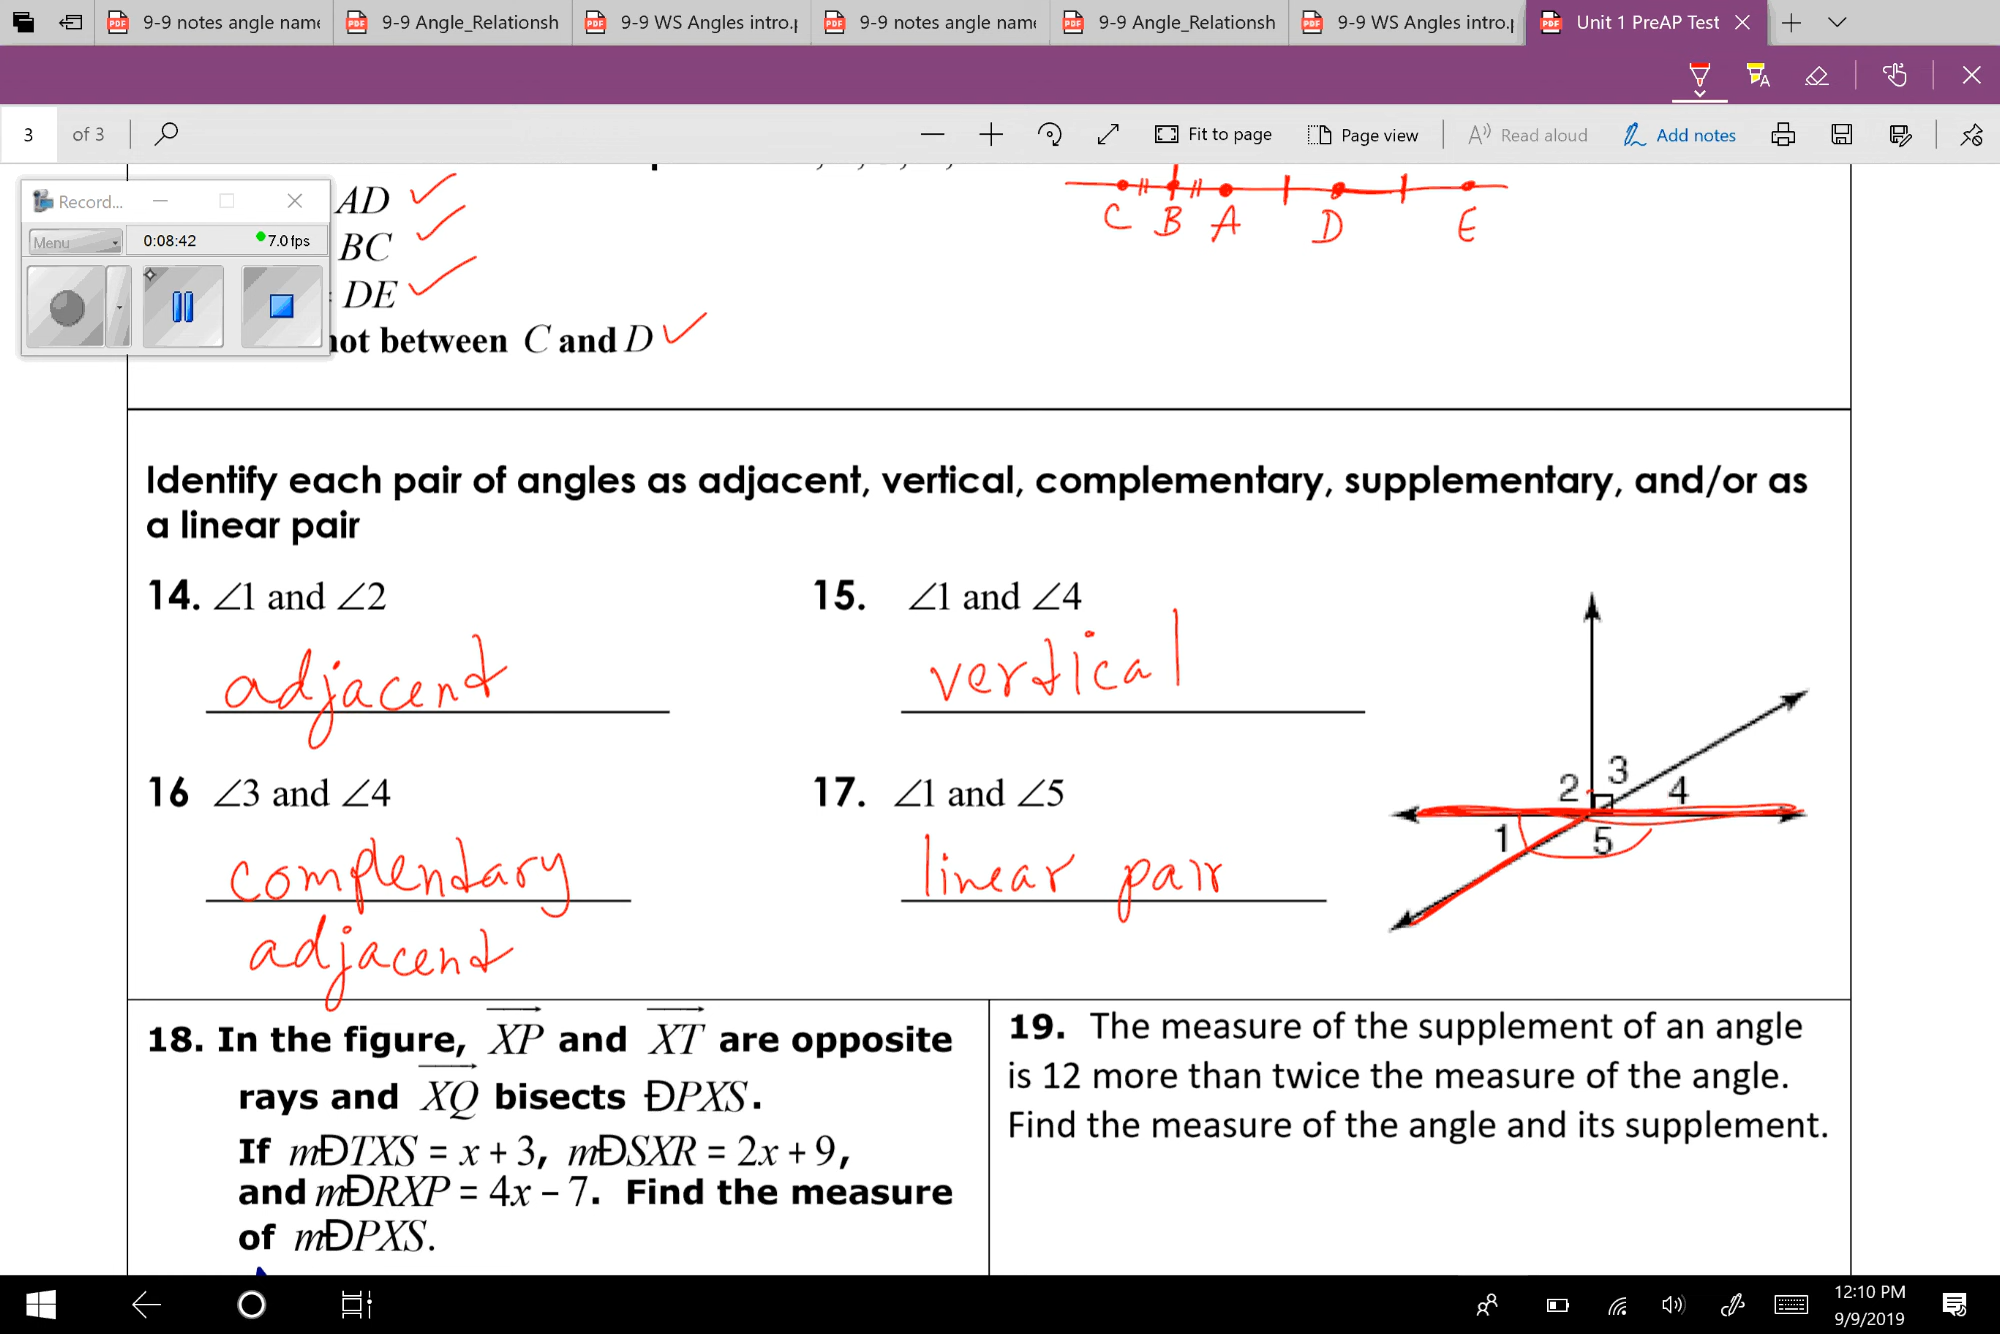 9-9 notes angle name
9-9 Angle_Relationsh
9-9 WS Angles intro.p
9-9 notes angle name
9-9 Angle_Relationsh
9-9 WS Angles intro.p
Unit 1 PreAP Test
3 of 3
Fit to page
Page view
Read aloud
Add notes
Record...
Menu
0:08:42
7.0 fps
AD
BC
DE
not between C and D
C B A D E
Identify each pair of angles as adjacent, vertical, complementary, supplementary, and/or as
a linear pair
14. ∠1 and ∠2
adjacent
15. ∠1 and ∠4
vertical
16 ∠3 and ∠4
complendary
adjacent
17. ∠1 and ∠5
linear pair
2 3 4
1 5
18. In the figure, XP and XT are opposite
rays and XQ bisects ÐPXS.
If mÐTXS = x + 3, mÐSXR = 2x + 9,
and mÐRXP = 4x − 7. Find the measure
of mÐPXS.
19. The measure of the supplement of an angle
is 12 more than twice the measure of the angle.
Find the measure of the angle and its supplement.
12:10 PM
9/9/2019